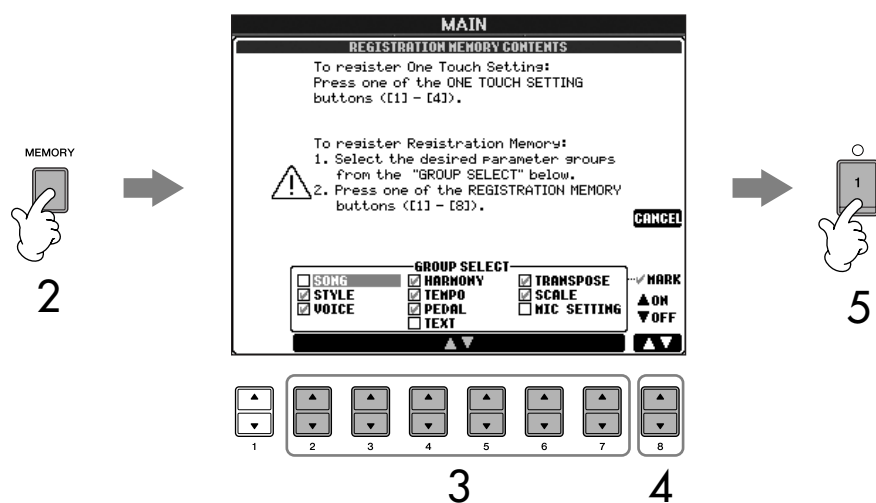 MAIN
REGISTRATION MEMORY CONTENTS
To register One Touch Setting:
Press one of the ONE TOUCH SETTING
buttons ([1] - [4]).
To register Registration Memory:
1. Select the desired parameter groups
from the "GROUP SELECT" below.
2. Press one of the REGISTRATION MEMORY
buttons ([1] - [8]).
CANCEL
GROUP SELECT
SONG HARMONY TRANSPOSE MARK
STYLE TEMPO SCALE ▲ON
VOICE PEDAL MIC SETTING ▼OFF
TEXT
MEMORY
2
1
5
1 2 3 4 5 6 7 8
3 4